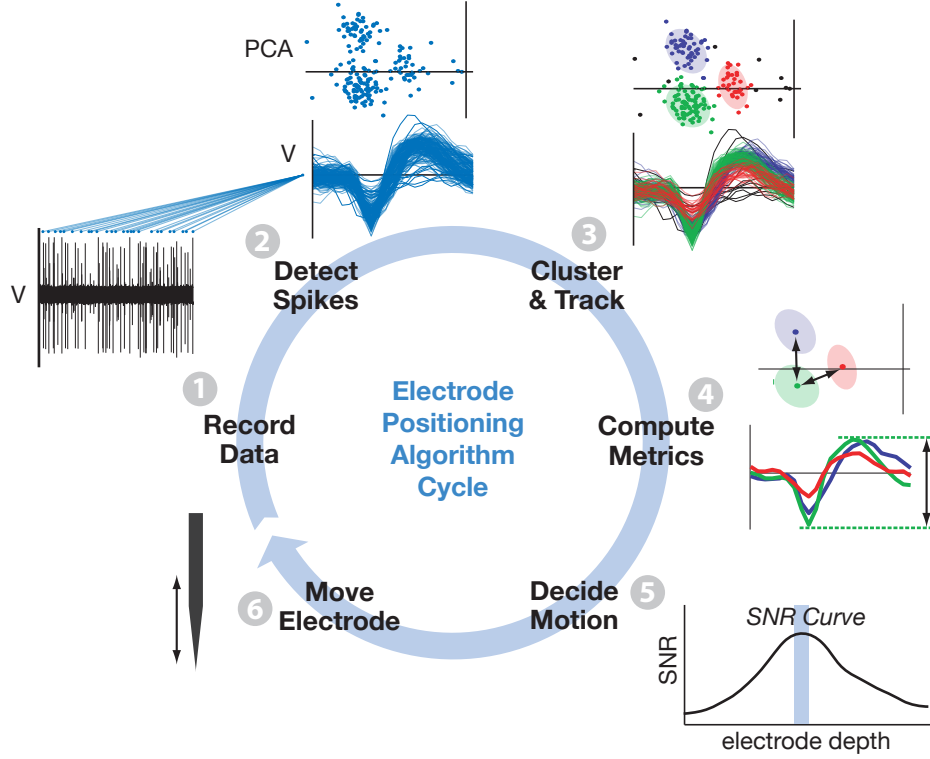 PCA
V
V
1
Record
Data
2
Detect
Spikes
3
Cluster
& Track
4
Compute
Metrics
5
Decide
Motion
6
Move
Electrode
Electrode
Positioning
Algorithm
Cycle
SNR Curve
SNR
electrode depth